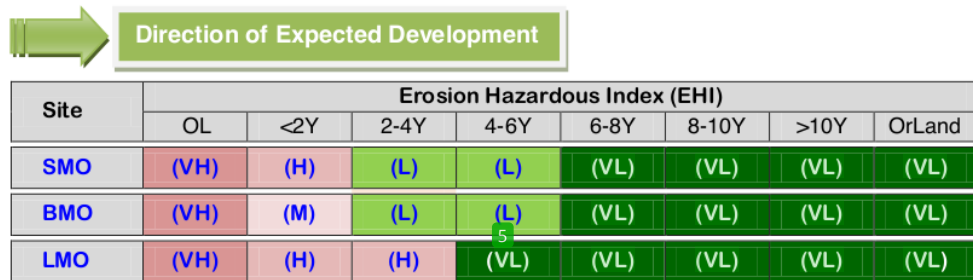 Direction of Expected Development
Site Erosion Hazardous Index (EHI)
OL <2Y 2-4Y 4-6Y 6-8Y 8-10Y >10Y OrLand
SMO (VH) (H) (L) (L) (VL) (VL) (VL) (VL)
BMO (VH) (M) (L) (L) (VL) (VL) (VL) (VL)
5
LMO (VH) (H) (H) (VL) (VL) (VL) (VL) (VL)